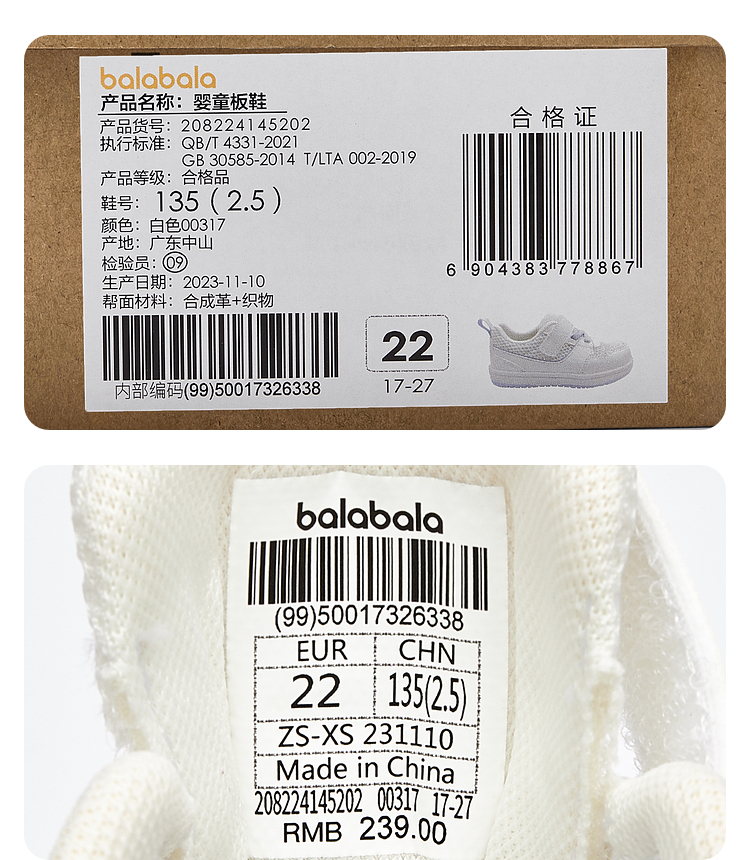 balabala
产品名称：婴童板鞋
产品货号：208224145202
执行标准：QB/T 4331-2021
GB 30585-2014 T/LTA 002-2019
产品等级：合格品
鞋号：135（2.5）
颜色：白色00317
产地：广东中山
检验员：09
生产日期：2023-11-10
帮面材料：合成革+织物
内部编码(99)50017326338
合格证
6 904383 778867
22
17-27
balabala
(99)50017326338
EUR CHN
22 135(2.5)
ZS-XS 231110
Made in China
208224145202 00317 17-27
RMB 239.00